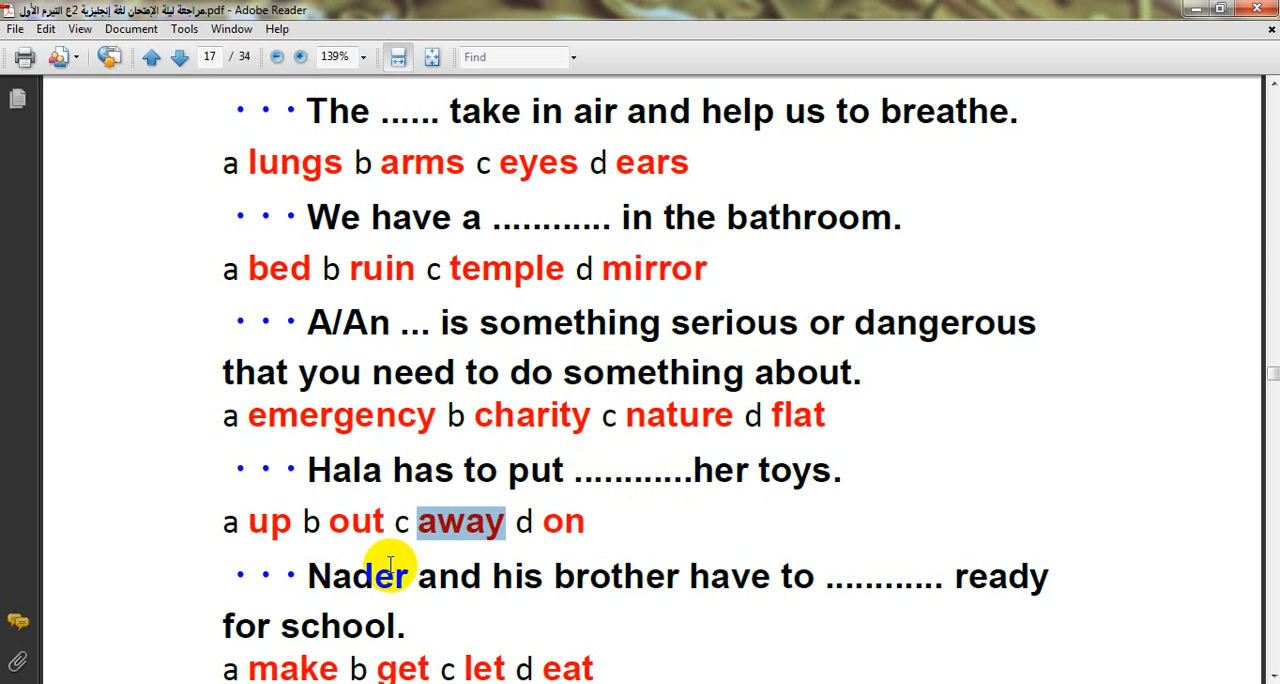 مراجعة ليلة الإمتحان لغة إنجليزية 2ع التيرم الأول.pdf - Adobe Reader
File Edit View Document Tools Window Help
17 / 34 139% Find
The ...... take in air and help us to breathe.
a lungs b arms c eyes d ears
We have a ............ in the bathroom.
a bed b ruin c temple d mirror
A/An ... is something serious or dangerous
that you need to do something about.
a emergency b charity c nature d flat
Hala has to put ............her toys.
a up b out c away d on
Nader and his brother have to ............ ready
for school.
a make b get c let d eat